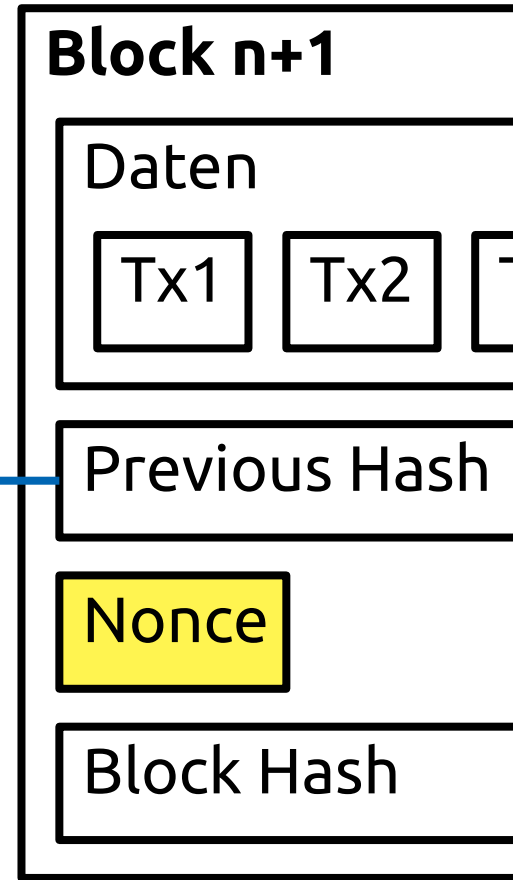 Block n+1
Daten
Tx1 Tx2
Previous Hash
Nonce
Block Hash